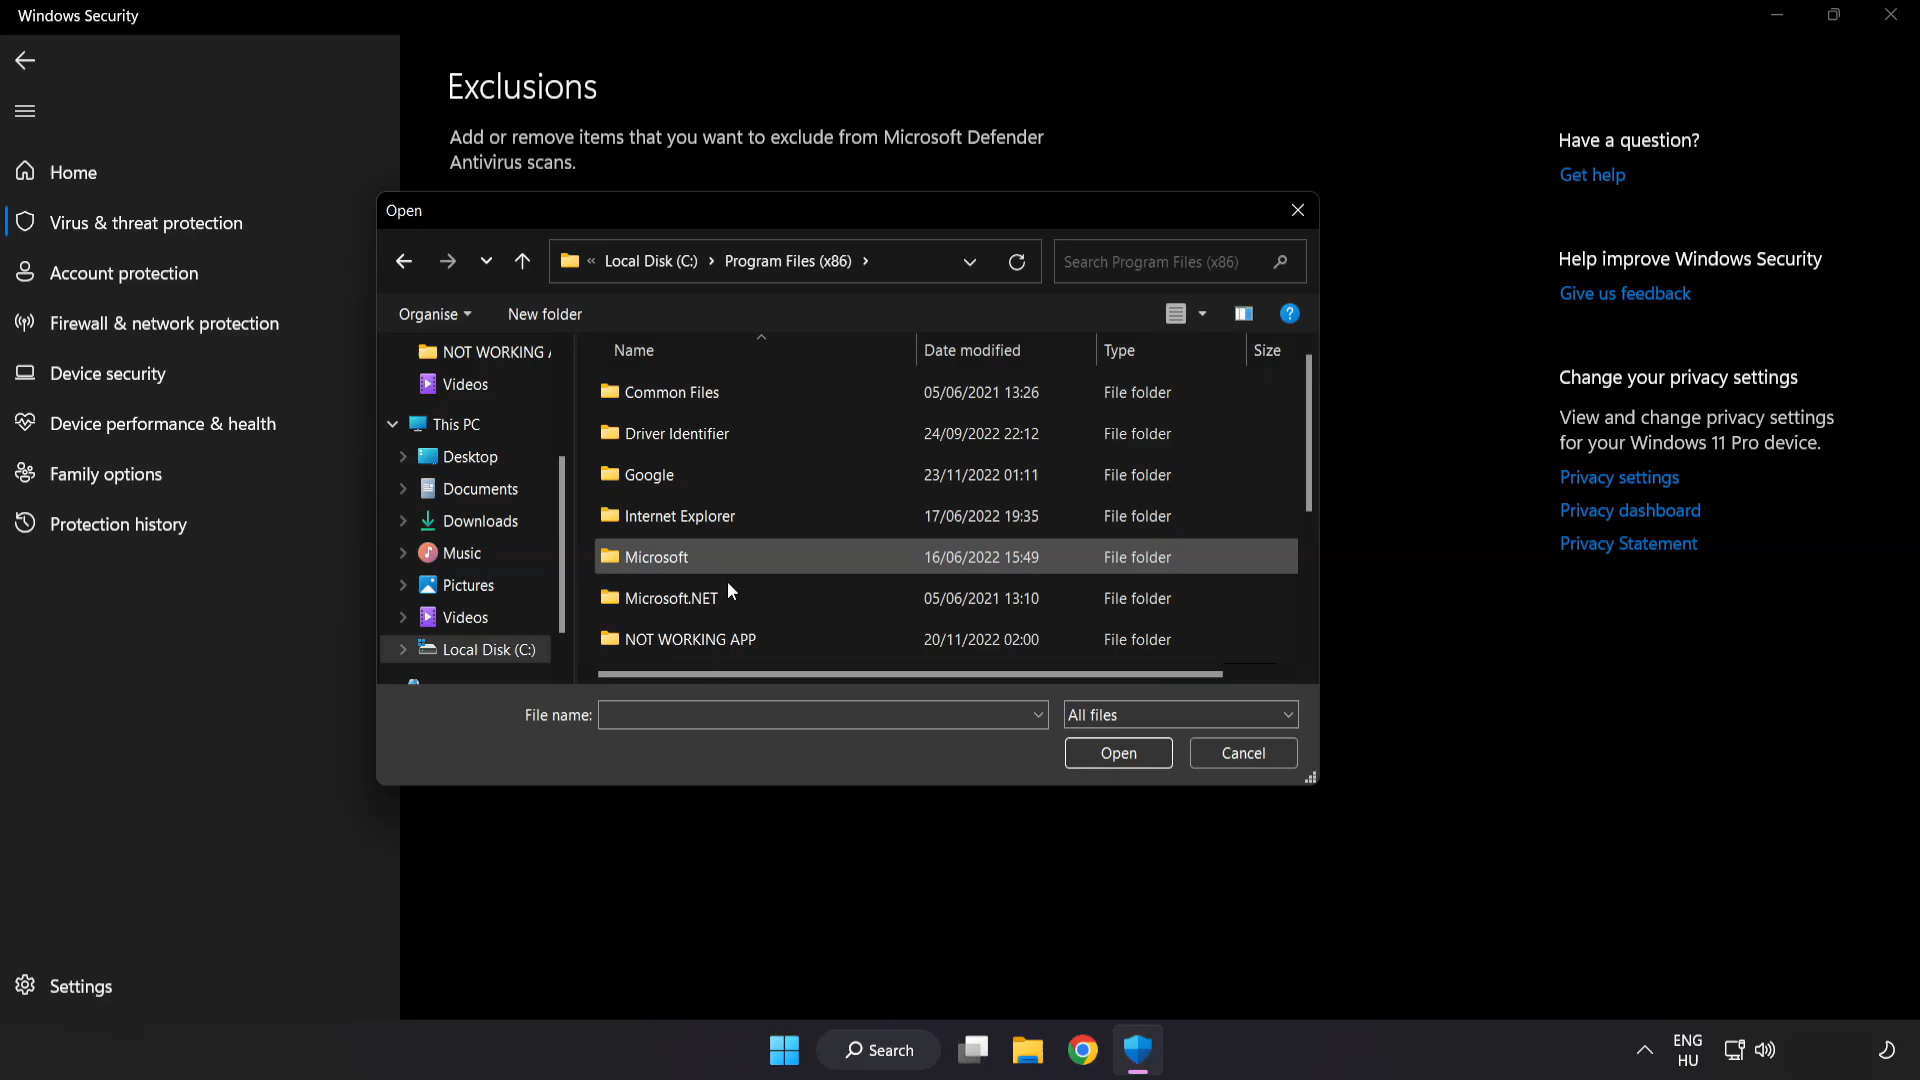 Windows Security
Home
Virus & threat protection
Account protection
Firewall & network protection
Device security
Device performance & health
Family options
Protection history
Settings
Exclusions
Add or remove items that you want to exclude from Microsoft Defender
Antivirus scans.
Open
« Local Disk (C:) › Program Files (x86) ›
Search Program Files (x86)
Organise
New folder
?
NOT WORKING
Videos
This PC
Desktop
Documents
Downloads
Music
Pictures
Videos
Local Disk (C:)
Name Date modified Type Size
Common Files 05/06/2021 13:26 File folder
Driver Identifier 24/09/2022 22:12 File folder
Google 23/11/2022 01:11 File folder
Internet Explorer 17/06/2022 19:35 File folder
Microsoft 16/06/2022 15:49 File folder
Microsoft.NET 05/06/2021 13:10 File folder
NOT WORKING APP 20/11/2022 02:00 File folder
File name:
All files
Open
Cancel
Have a question?
Get help
Help improve Windows Security
Give us feedback
Change your privacy settings
View and change privacy settings
for your Windows 11 Pro device.
Privacy settings
Privacy dashboard
Privacy Statement
Search
ENG
HU